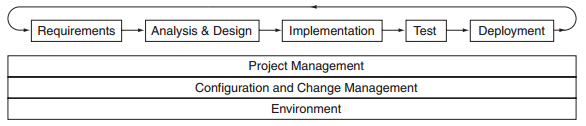 Requirements Analysis & Design Implementation Test Deployment
Project Management
Configuration and Change Management
Environment